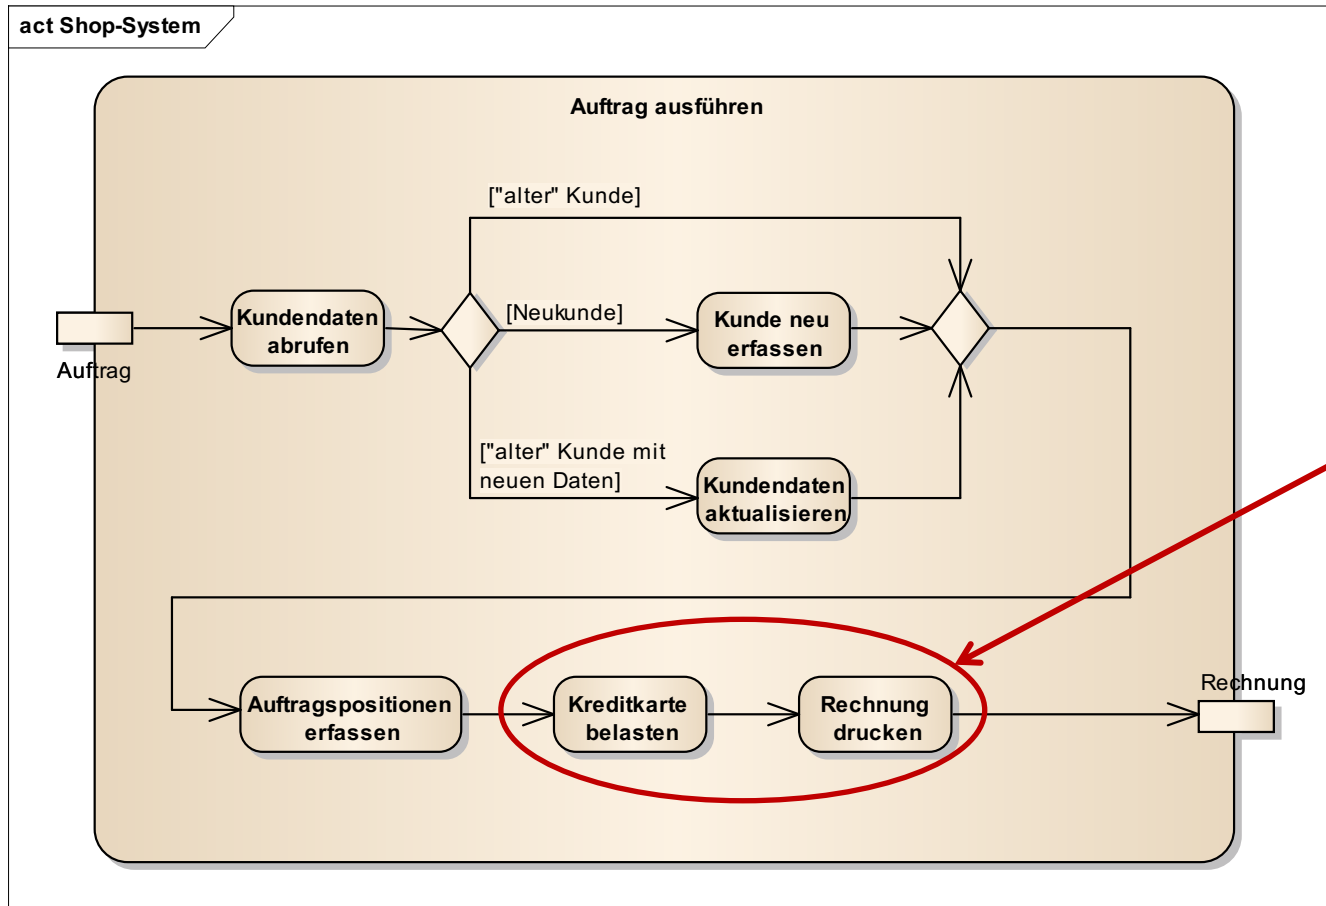 act Shop-System
Auftrag ausführen
["alter" Kunde]
[Neukunde]
Kundendaten
abrufen
Kunde neu
erfassen
Auftrag
["alter" Kunde mit
neuen Daten]
Kundendaten
aktualisieren
Rechnung
Auftragspositionen
erfassen
Kreditkarte
belasten
Rechnung
drucken